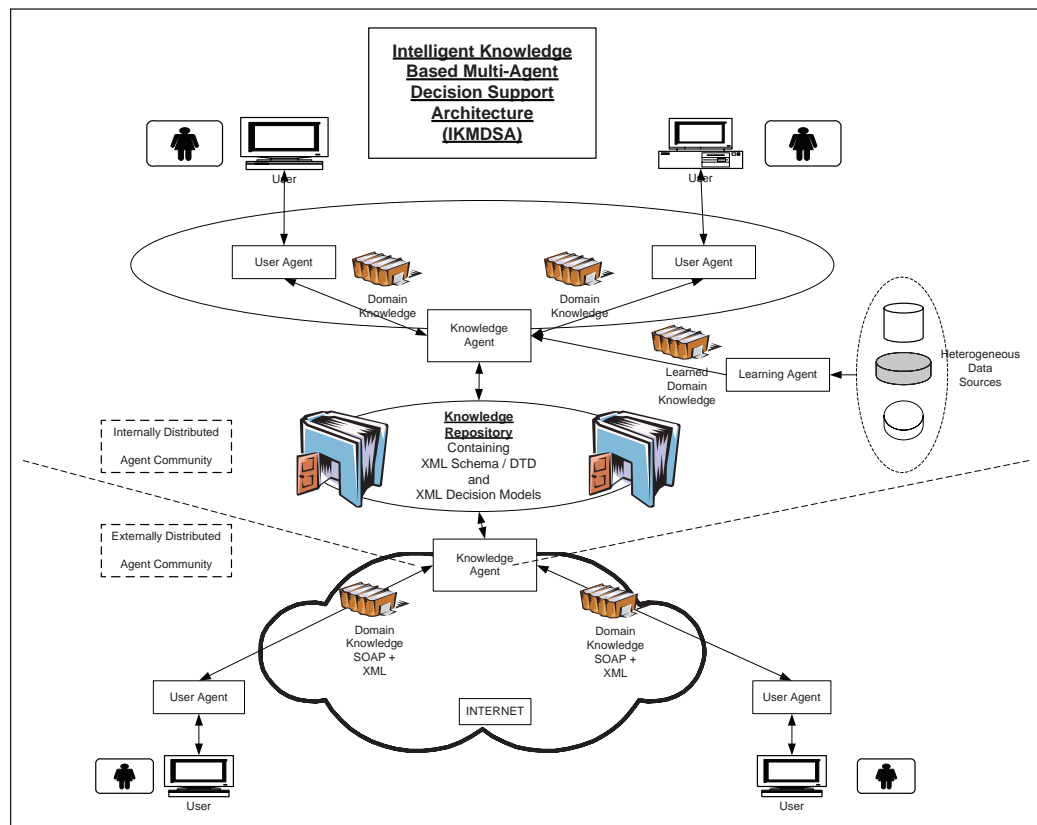 Intelligent Knowledge
Based Multi-Agent
Decision Support
Architecture
(IKMDSA)
User
User
User Agent
User Agent
Domain
Knowledge
Domain
Knowledge
Knowledge
Agent
Learned
Domain
Knowledge
Learning Agent
Heterogeneous
Data
Sources
Internally Distributed
Agent Community
Knowledge
Repository
Containing
XML Schema / DTD
and
XML Decision Models
Externally Distributed
Agent Community
Knowledge
Agent
Domain
Knowledge
SOAP +
XML
Domain
Knowledge
SOAP +
XML
User Agent
User Agent
INTERNET
User
User